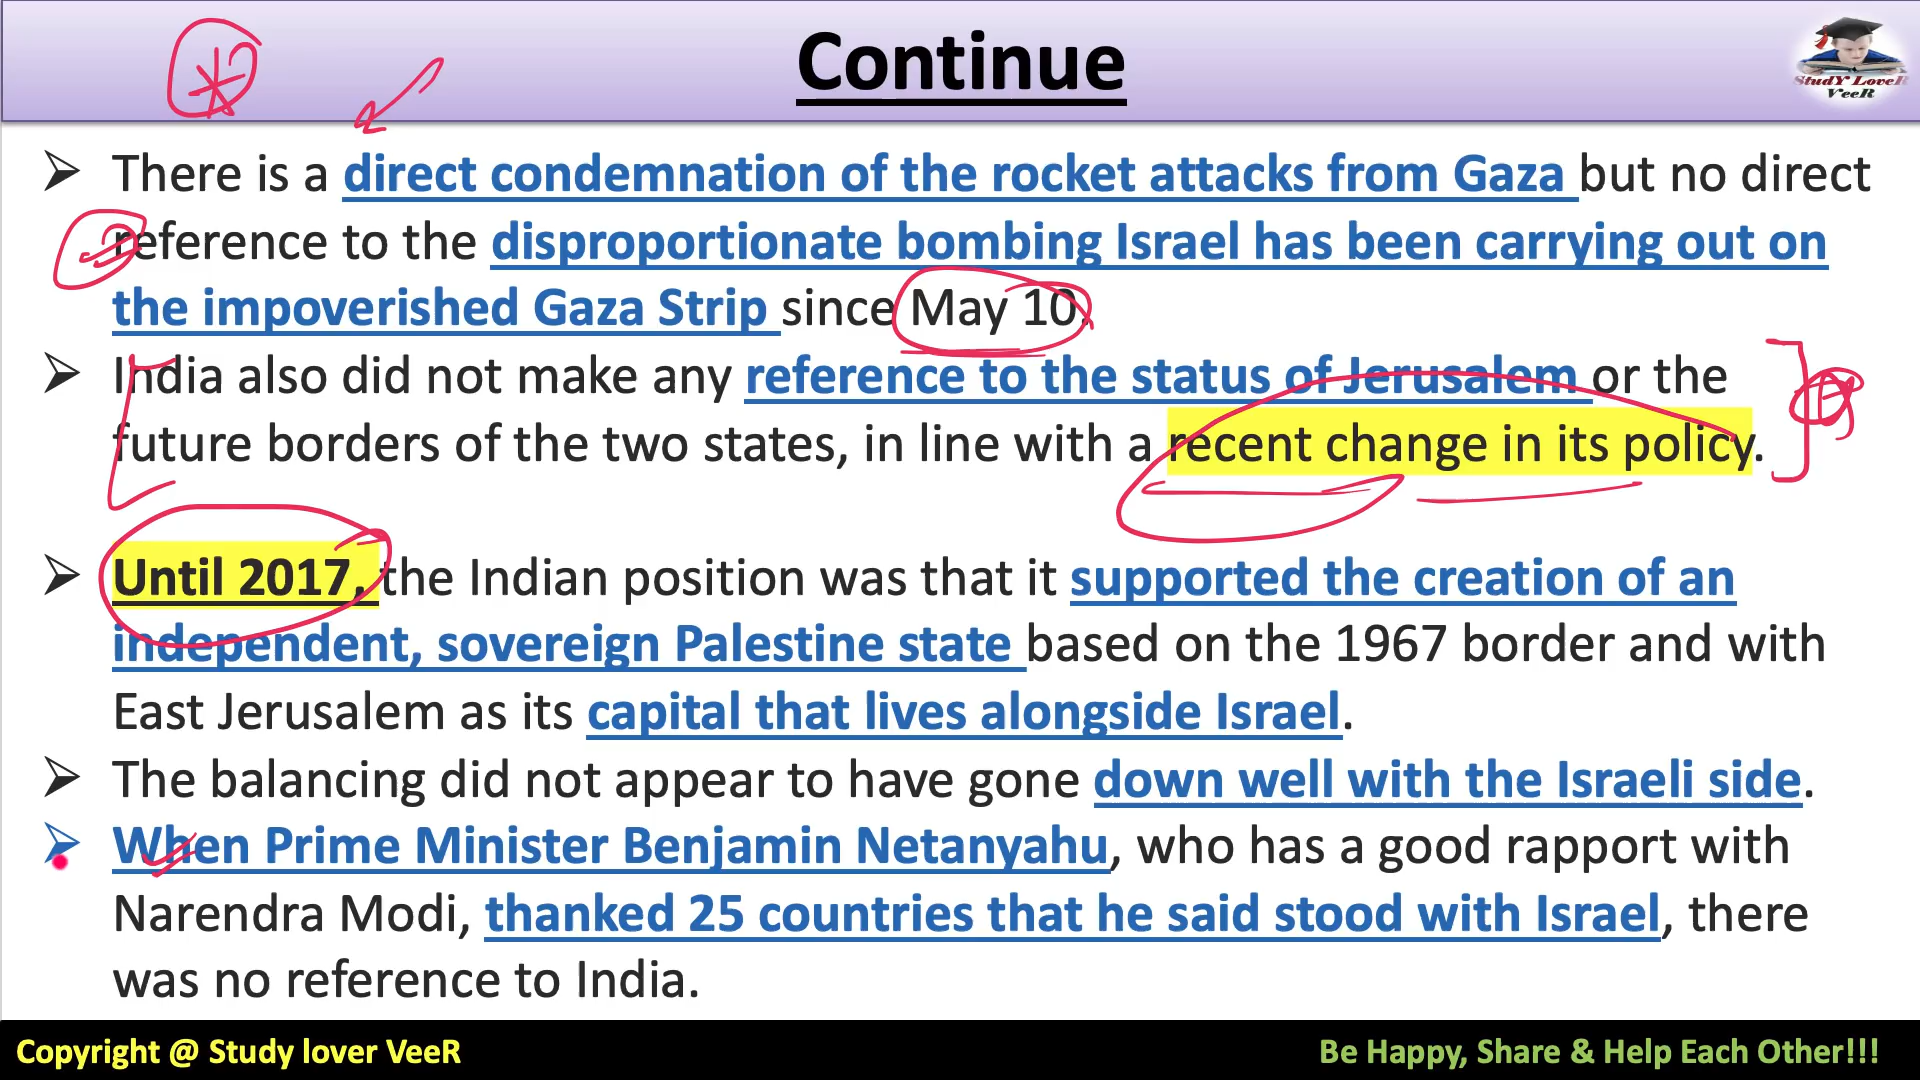 Continue
StudY LoveR
VeeR
There is a direct condemnation of the rocket attacks from Gaza but no direct
reference to the disproportionate bombing Israel has been carrying out on
the impoverished Gaza Strip since May 10.
India also did not make any reference to the status of Jerusalem or the
future borders of the two states, in line with a recent change in its policy.
Until 2017, the Indian position was that it supported the creation of an
independent, sovereign Palestine state based on the 1967 border and with
East Jerusalem as its capital that lives alongside Israel.
The balancing did not appear to have gone down well with the Israeli side.
When Prime Minister Benjamin Netanyahu, who has a good rapport with
Narendra Modi, thanked 25 countries that he said stood with Israel, there
was no reference to India.
Copyright @ Study lover VeeR
Be Happy, Share & Help Each Other!!!